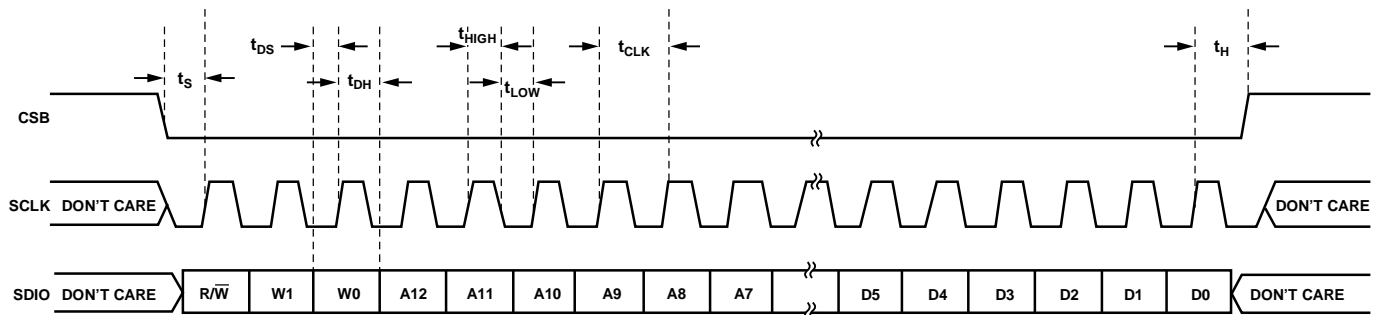 tDS
tHIGH
tCLK
tH
tS
tDH
tLOW
CSB
SCLK DON'T CARE
DON'T CARE
SDIO DON'T CARE R/W̅ W1 W0 A12 A11 A10 A9 A8 A7 D5 D4 D3 D2 D1 D0 DON'T CARE